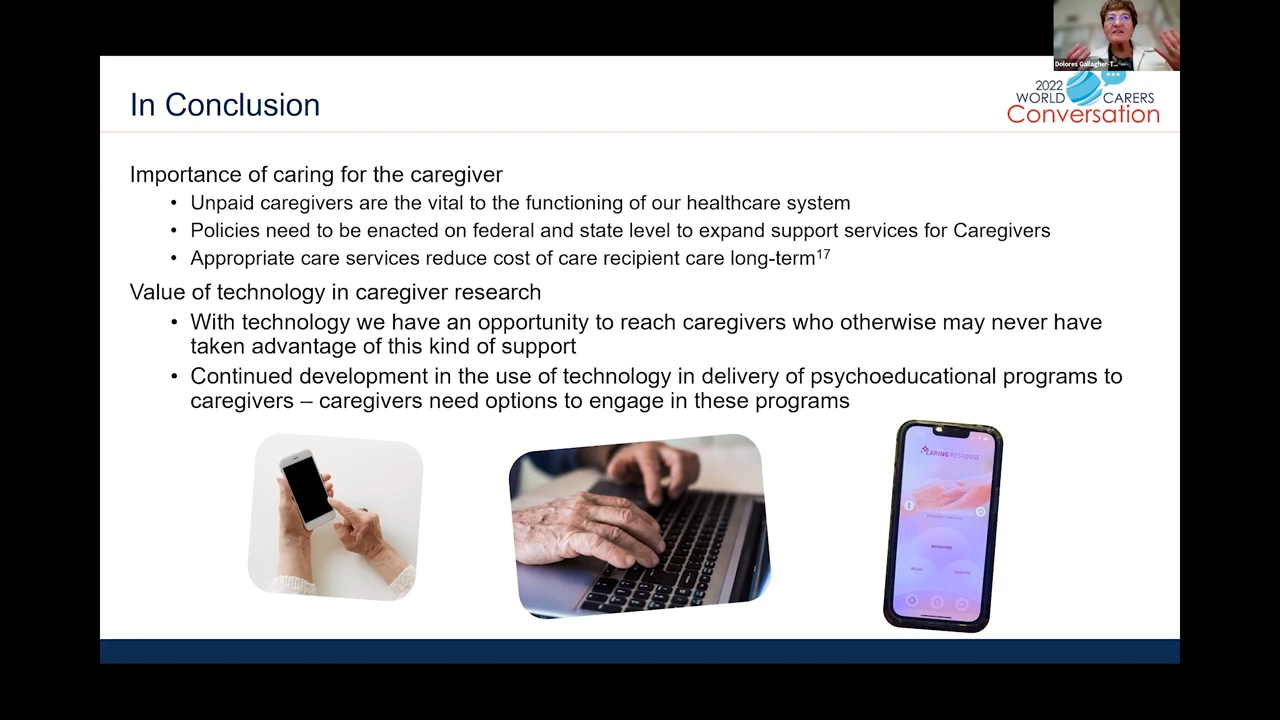 Dolores Gallagher-T...
2022
WORLD CARERS
Conversation
In Conclusion
Importance of caring for the caregiver
• Unpaid caregivers are the vital to the functioning of our healthcare system
• Policies need to be enacted on federal and state level to expand support services for Caregivers
• Appropriate care services reduce cost of care recipient care long-term17
Value of technology in caregiver research
• With technology we have an opportunity to reach caregivers who otherwise may never have
taken advantage of this kind of support
• Continued development in the use of technology in delivery of psychoeducational programs to
caregivers – caregivers need options to engage in these programs
CARING RESPONSE
BEHAVIORS
RELAX